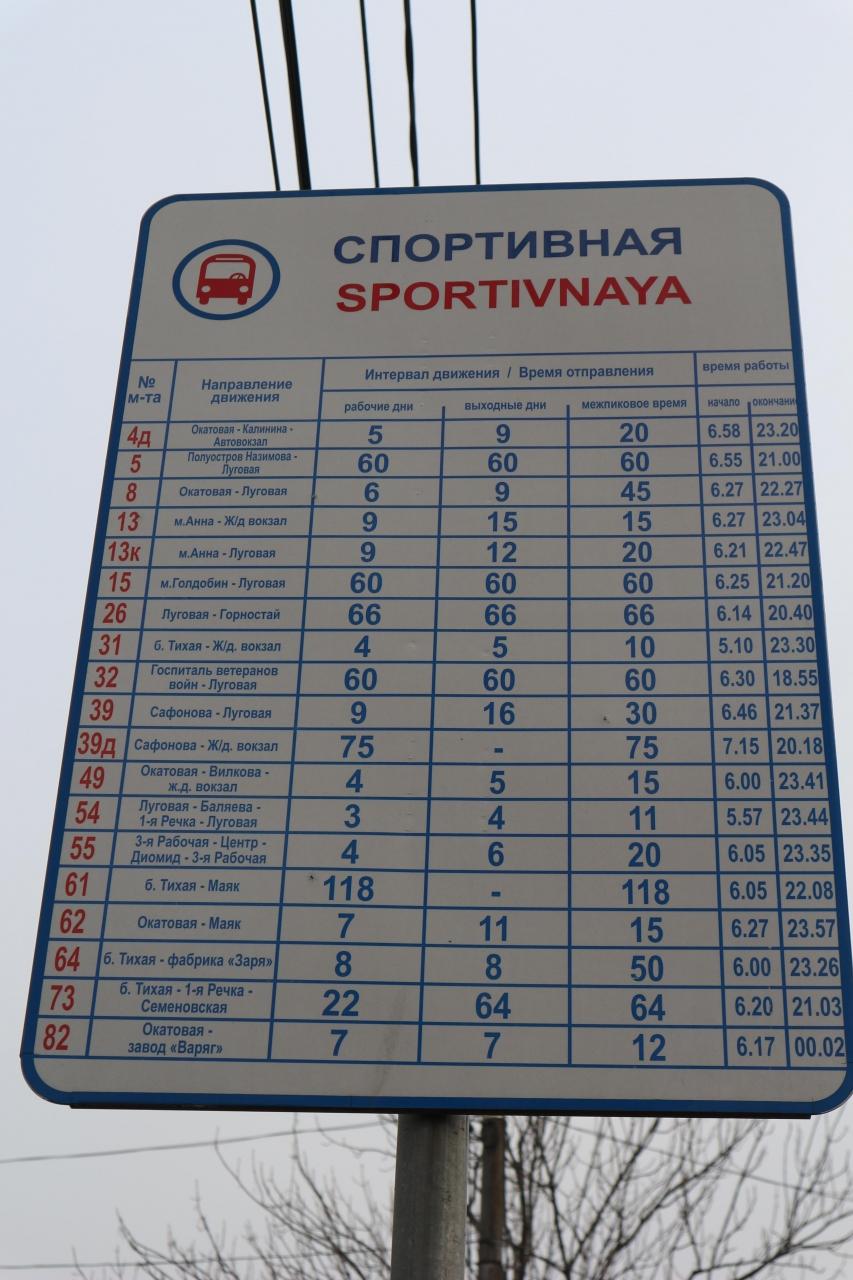 СПОРТИВНАЯ
SPORTIVNAYA
№ м-та Направление движения Интервал движения / Время отправления время работы
рабочие дни выходные дни межпиковое время начало окончание
4д Окатовая - Калинина - Автовокзал 5 9 20 6.58 23.20
5 Полуостров Назимова - Луговая 60 60 60 6.55 21.00
8 Окатовая - Луговая 6 9 45 6.27 22.27
13 м.Анна - Ж/д вокзал 9 15 15 6.27 23.04
13к м.Анна - Луговая 9 12 20 6.21 22.47
15 м.Голдобин - Луговая 60 60 60 6.25 21.20
26 Луговая - Горностай 66 66 66 6.14 20.40
31 б. Тихая - Ж/д. вокзал 4 5 10 5.10 23.30
32 Госпиталь ветеранов войн - Луговая 60 60 60 6.30 18.55
39 Сафонова - Луговая 9 16 30 6.46 21.37
39д Сафонова - Ж/д. вокзал 75 - 75 7.15 20.18
49 Окатовая - Вилкова - ж.д. вокзал 4 5 15 6.00 23.41
54 Луговая - Баляева - 1-я Речка - Луговая 3 4 11 5.57 23.44
55 3-я Рабочая - Центр - Диомид - 3-я Рабочая 4 6 20 6.05 23.35
61 б. Тихая - Маяк 118 - 118 6.05 22.08
62 Окатовая - Маяк 7 11 15 6.27 23.57
64 б. Тихая - фабрика «Заря» 8 8 50 6.00 23.26
73 б. Тихая - 1-я Речка - Семеновская 22 64 64 6.20 21.03
82 Окатовая - завод «Варяг» 7 7 12 6.17 00.02